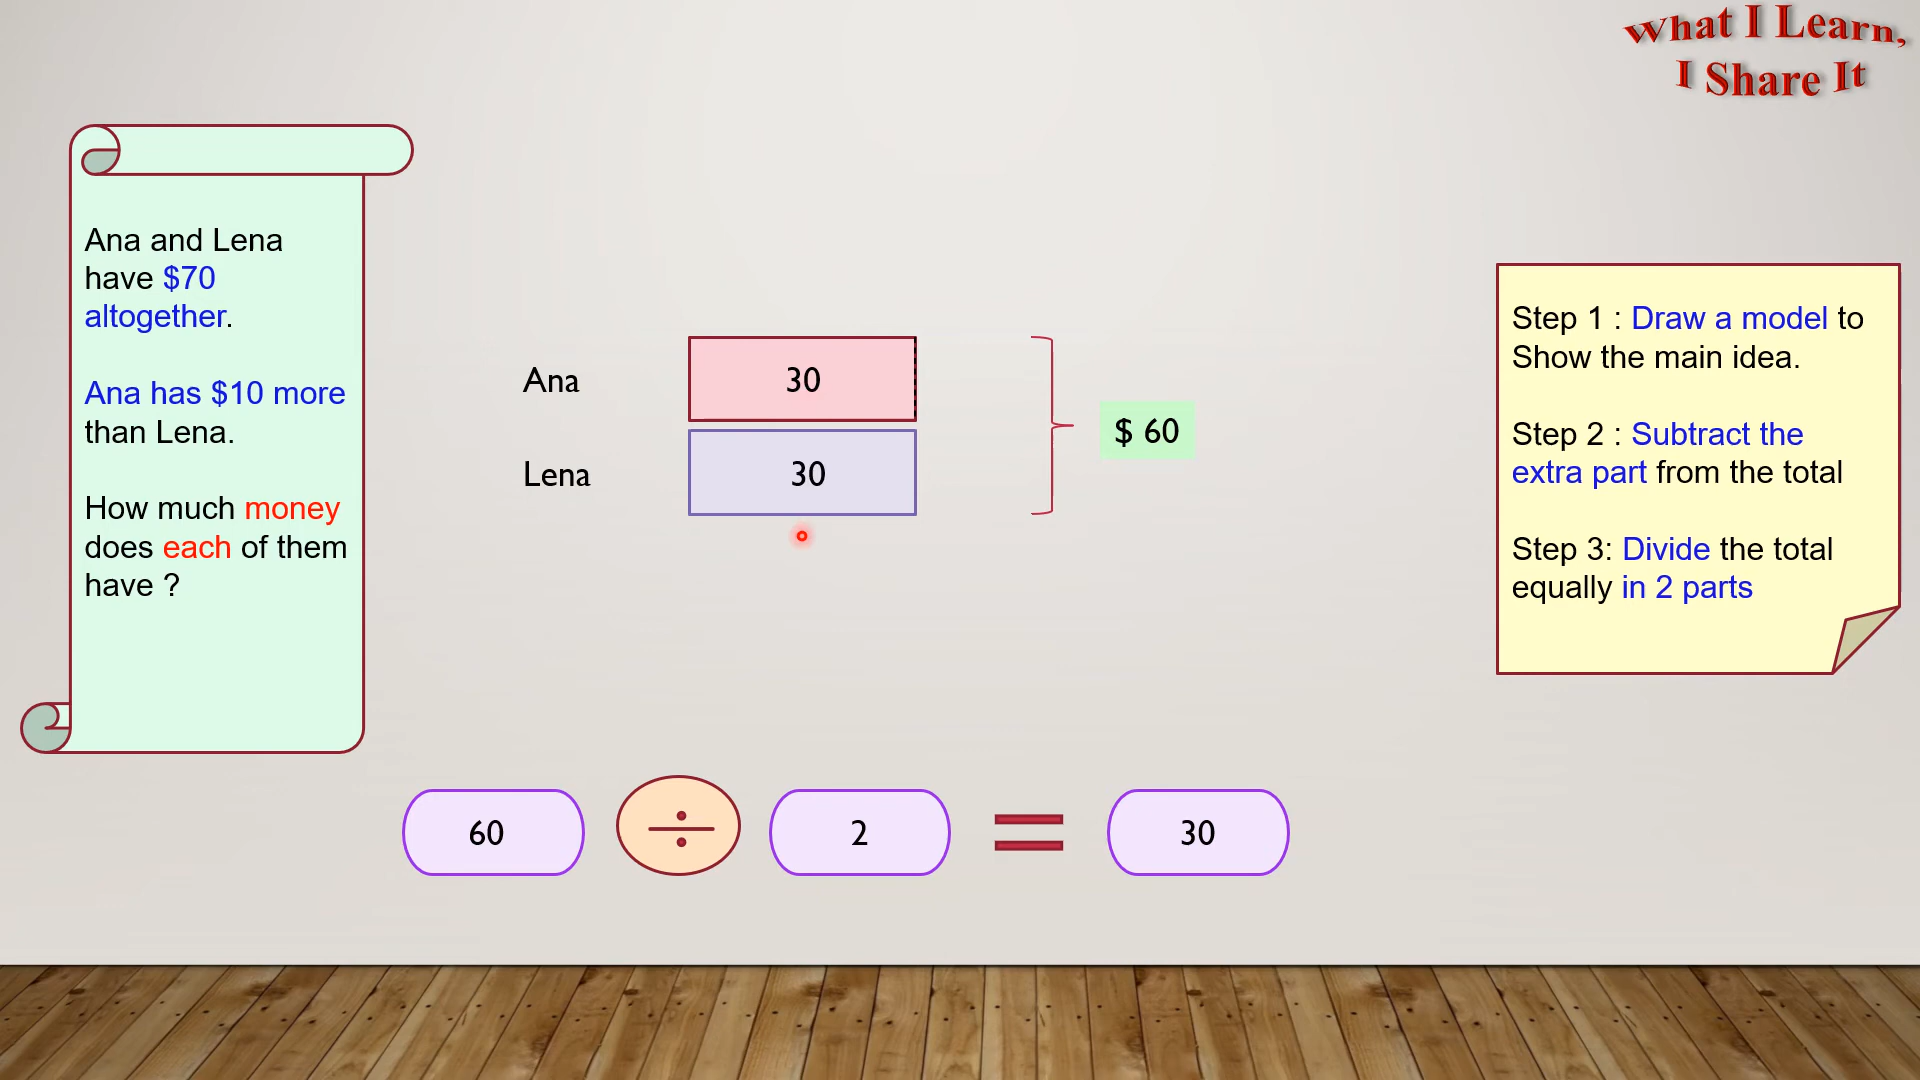 What I Learn,
I Share It
Ana and Lena
have $70
altogether.
Ana has $10 more
than Lena.
How much money
does each of them
have ?
Ana 30
Lena 30
$ 60
Step 1 : Draw a model to
Show the main idea.
Step 2 : Subtract the
extra part from the total
Step 3: Divide the total
equally in 2 parts
60 ÷ 2 = 30